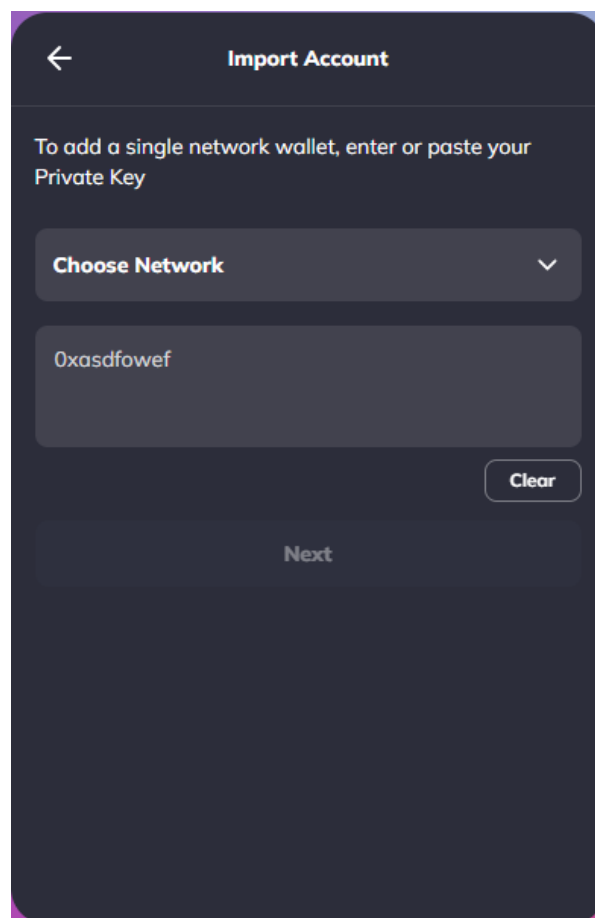 Import Account
To add a single network wallet, enter or paste your
Private Key
Choose Network
0xasdfowef
Clear
Next